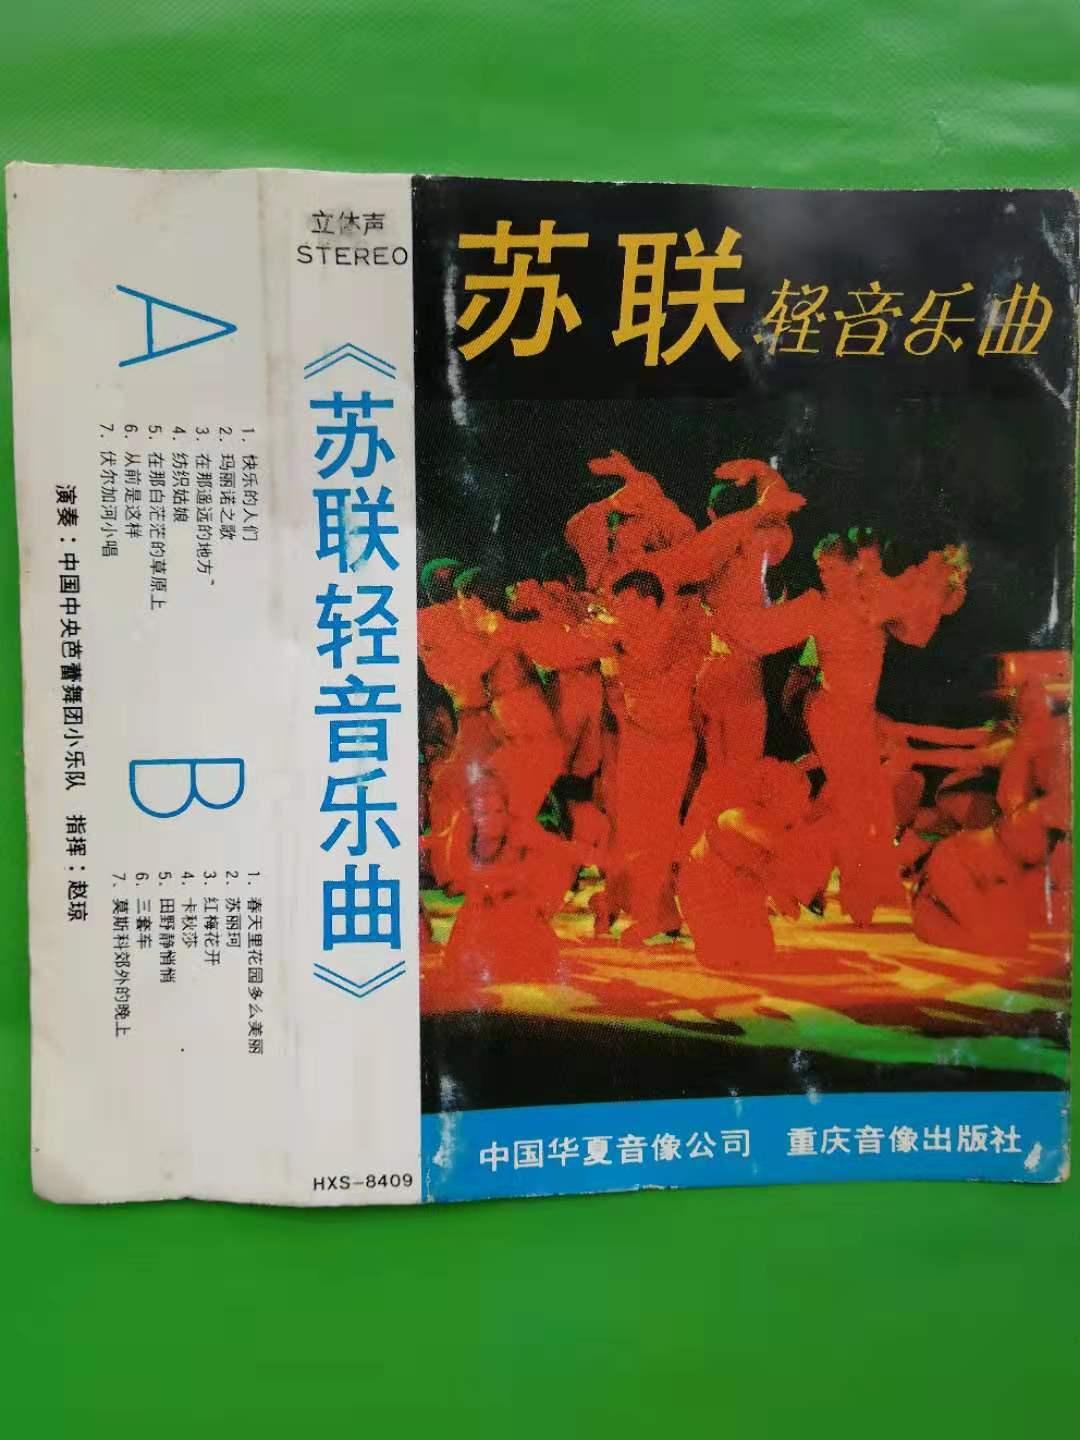 苏联轻音乐曲
中国华夏音像公司 重庆音像出版社
立体声
STEREO
《苏联轻音乐曲》
HXS-8409
A
1. 快乐的人们
2. 玛丽诺之歌
3. 在那遥远的地方
4. 纺织姑娘
5. 在那白茫茫的草原上
6. 从前是这样
7. 伏尔加河小唱
B
1. 春天里花园多么美丽
2. 苏丽珂
3. 红梅花开
4. 卡秋莎
5. 田野静悄悄
6. 三套车
7. 莫斯科郊外的晚上
演奏：中国中央芭蕾舞团小乐队 指挥：赵琼